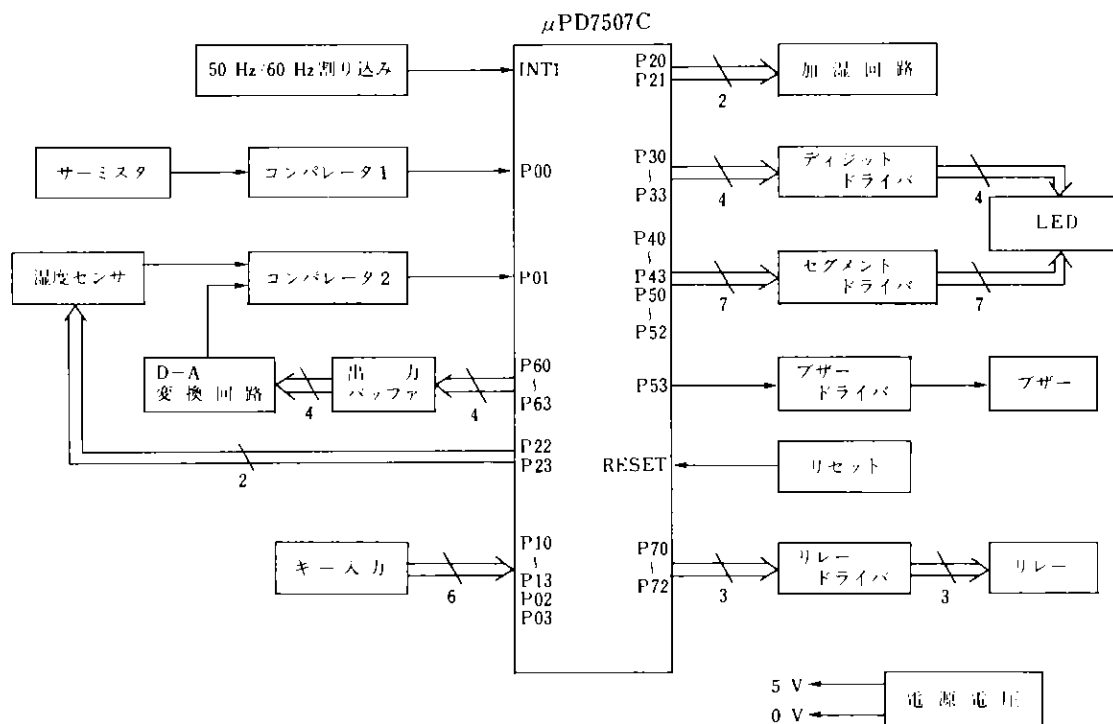 μPD7507C
50 Hz/60 Hz割り込み
INT1
P20
P21
2
加湿回路
サーミスタ
コンパレータ1
P00
P30
~
P33
4
ディジット
ドライバ
4
LED
湿度センサ
コンパレータ2
P01
P40
~
P43
P50
~
P52
7
セグメント
ドライバ
7
D-A
変換回路
4
出力
バッファ
4
P60
~
P63
P53
ブザー
ドライバ
ブザー
P22
P23
2
RESET
リセット
キー入力
6
P10
~
P13
P02
P03
P70
~
P72
3
リレー
ドライバ
3
リレー
5 V
0 V
電源電圧